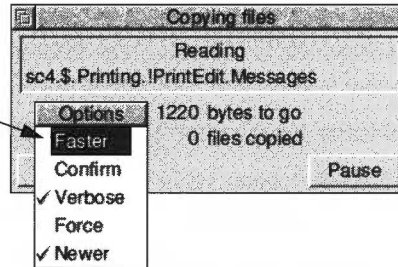 Copying files
Reading
sc4.$.Printing.!PrintEdit.Messages
1220 bytes to go
0 files copied
Pause
Options
Faster
Confirm
✓ Verbose
Force
✓ Newer